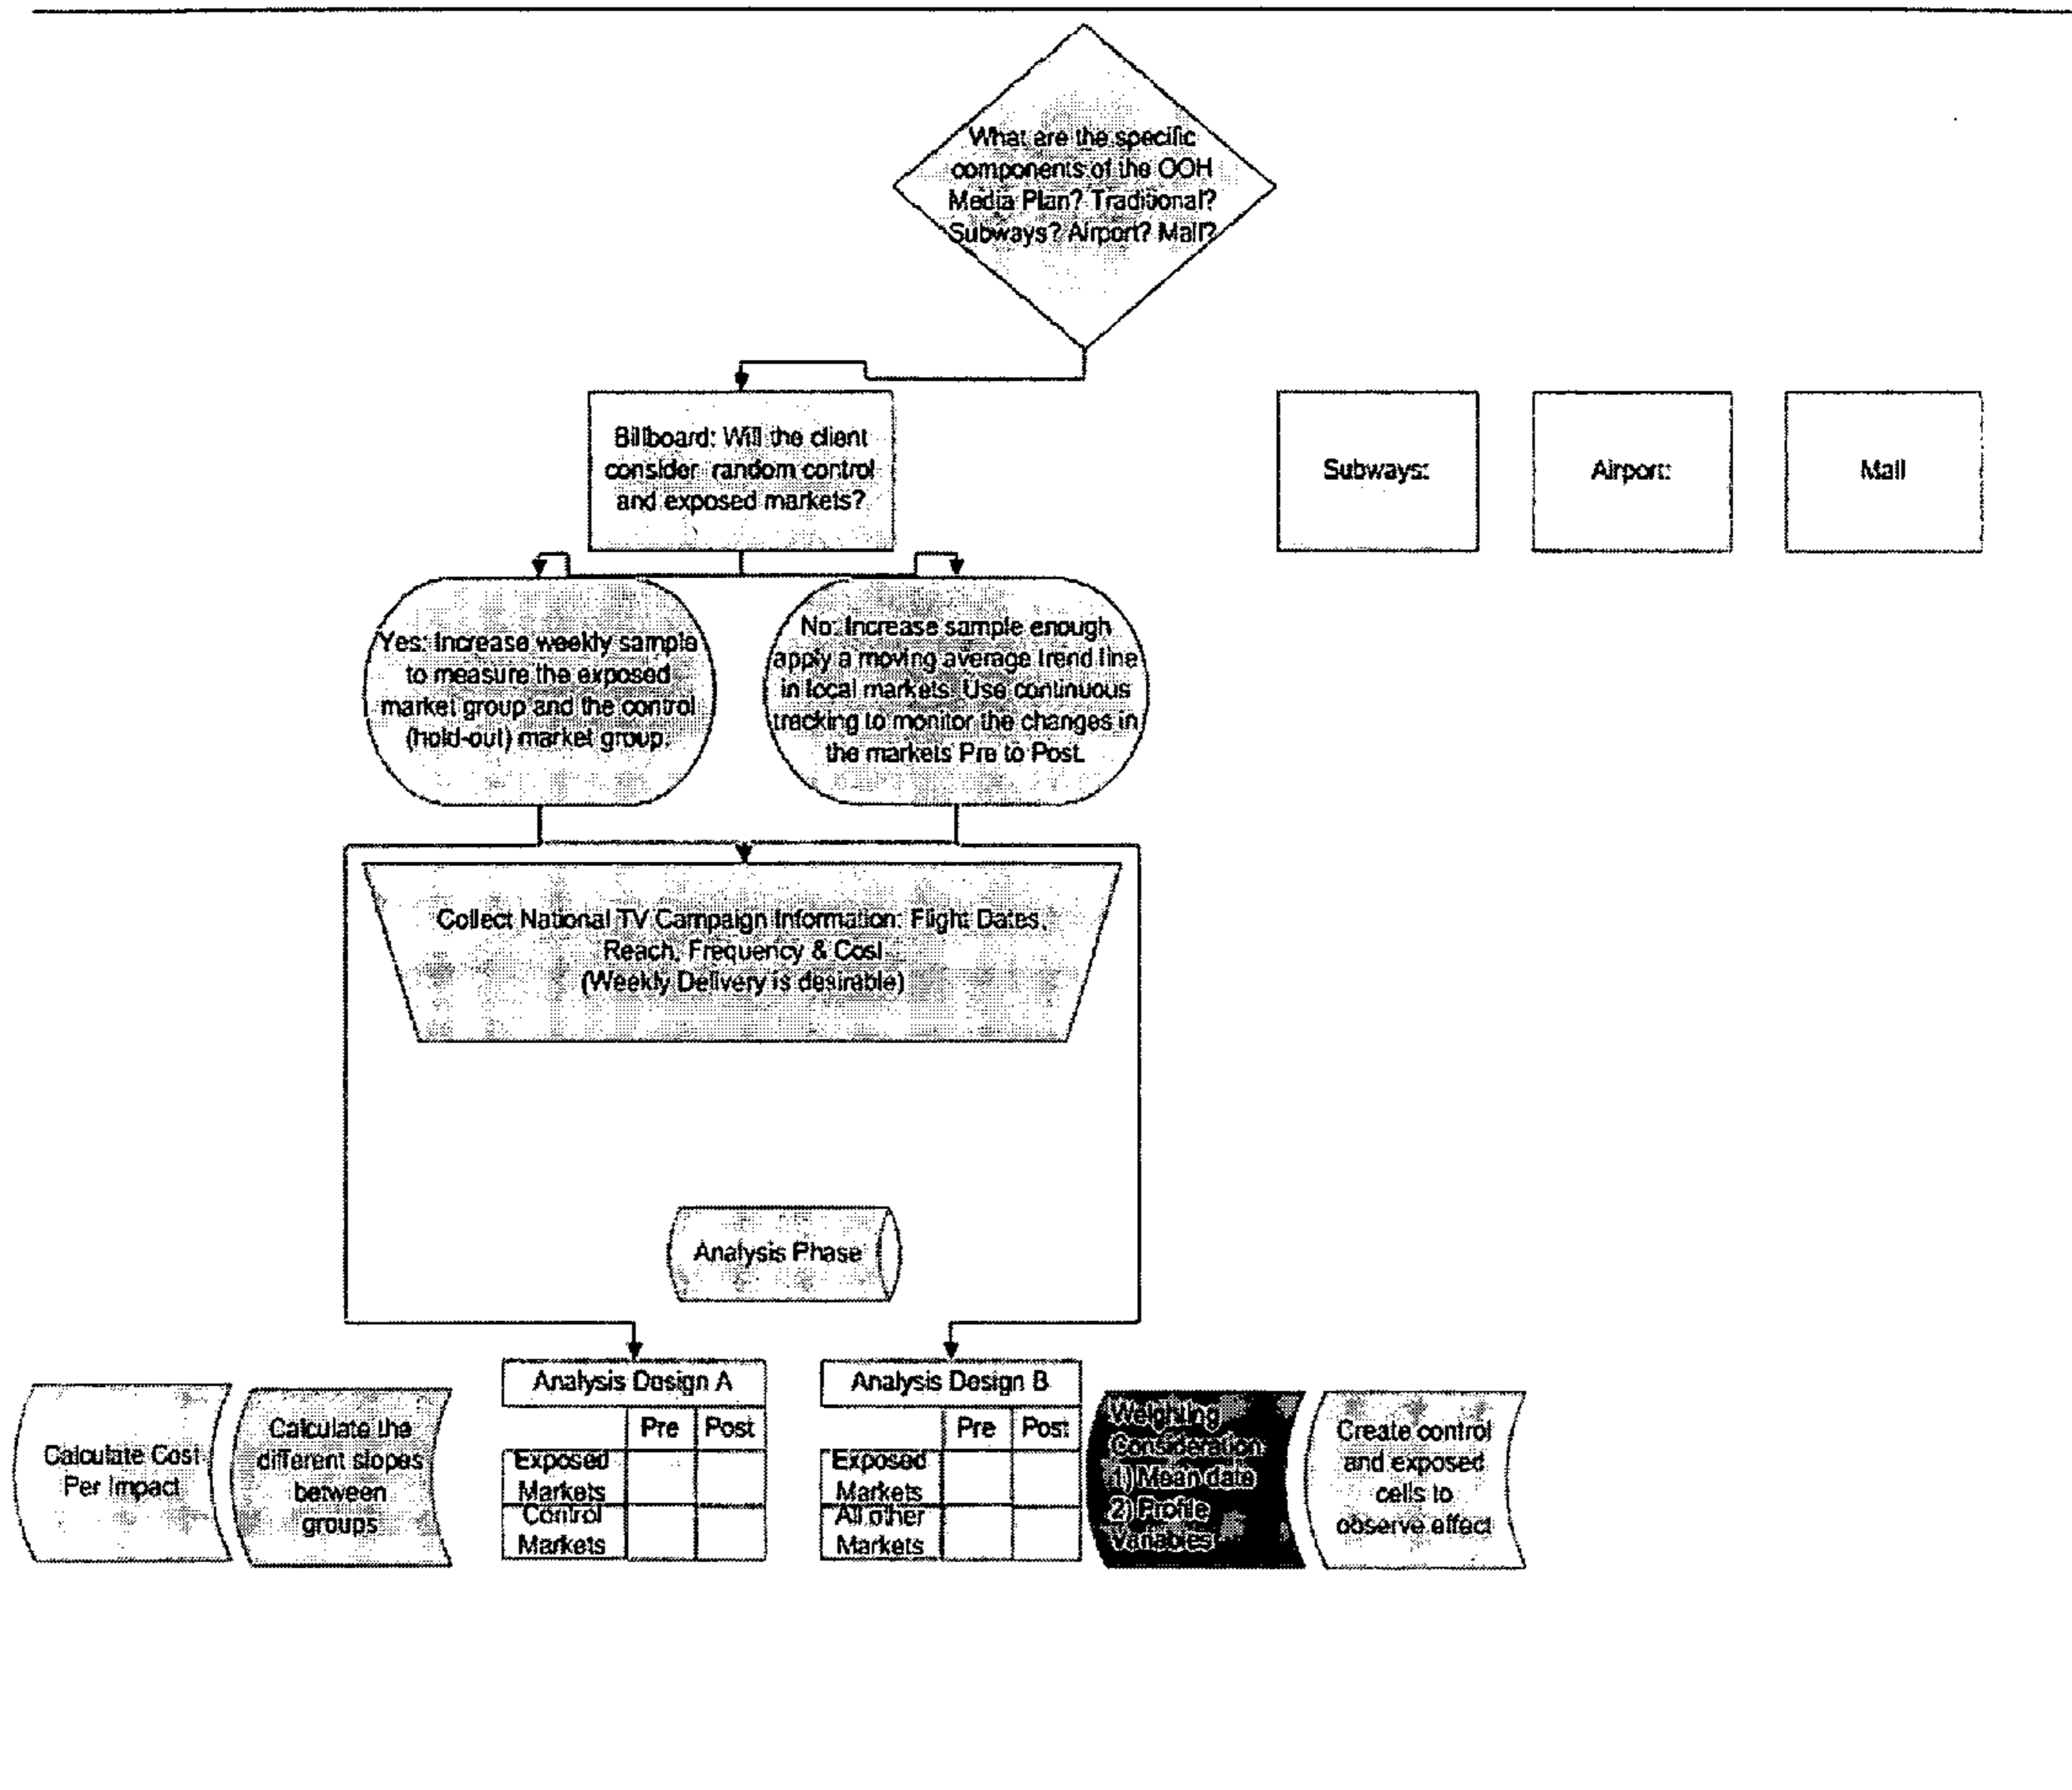 What are the specific
components of the OOH
Media Plan? Traditional?
Subways? Airport? Mall?
Billboard: Will the client
consider random control
and exposed markets?
Subways:
Airport:
Mall
Yes: Increase weekly sample
to measure the exposed
market group and the control
(hold-out) market group.
No: Increase sample enough
apply a moving average trend line
in local markets. Use continuous
tracking to monitor the changes in
the markets Pre to Post.
Collect National TV Campaign Information: Flight Dates,
Reach, Frequency & Cost
(Weekly Delivery is desirable)
Analysis Phase
Calculate Cost
Per Impact
Calculate the
different slopes
between
groups
Analysis Design A
Pre Post
Exposed
Markets
Control
Markets
Analysis Design B
Pre Post
Exposed
Markets
All other
Markets
Weighting
Consideration
1) Mean date
2) Profile
Variables
Create control
and exposed
cells to
observe effect